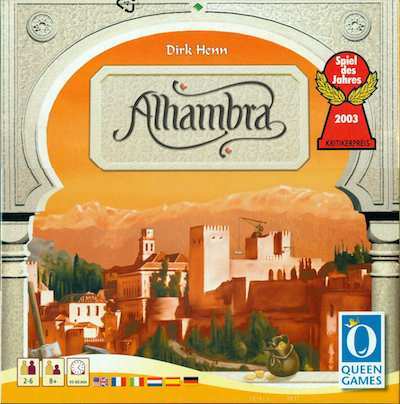 Dirk Henn
Alhambra
Spiel
des
Jahres
2003
KRITIKERPREIS
2-6
8+
QUEEN
GAMES